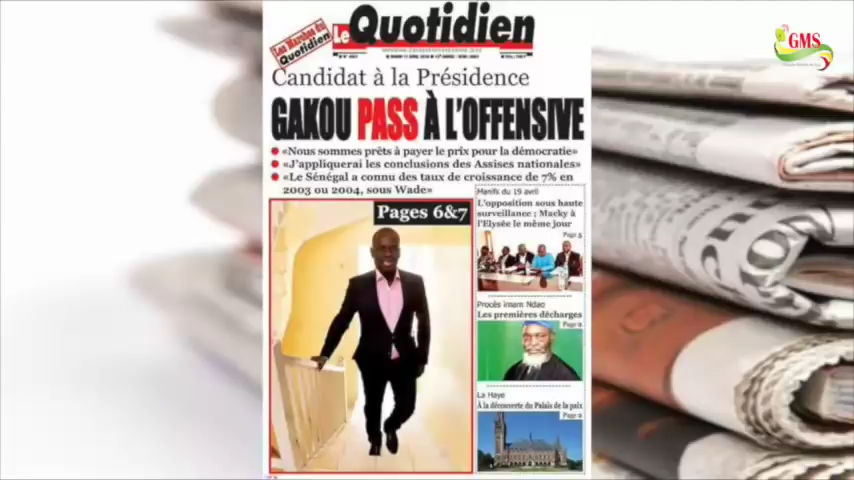 Les Marches du
Quotidien
Le Quotidien
Candidat à la Présidence
GAKOU PASS À L'OFFENSIVE
«Nous sommes prêts à payer le prix pour la démocratie»
«J'appliquerai les conclusions des Assises nationales»
«Le Sénégal a connu des taux de croissance de 7% en
2003 ou 2004, sous Wade»
Pages 6&7
Manifs du 19 avril
L'opposition sous haute
surveillance ; Macky à
l'Elysée le même jour
Page 5
Procès imam Ndao
Les premières décharges
La Haye
À la découverte du Palais de la paix
GMS